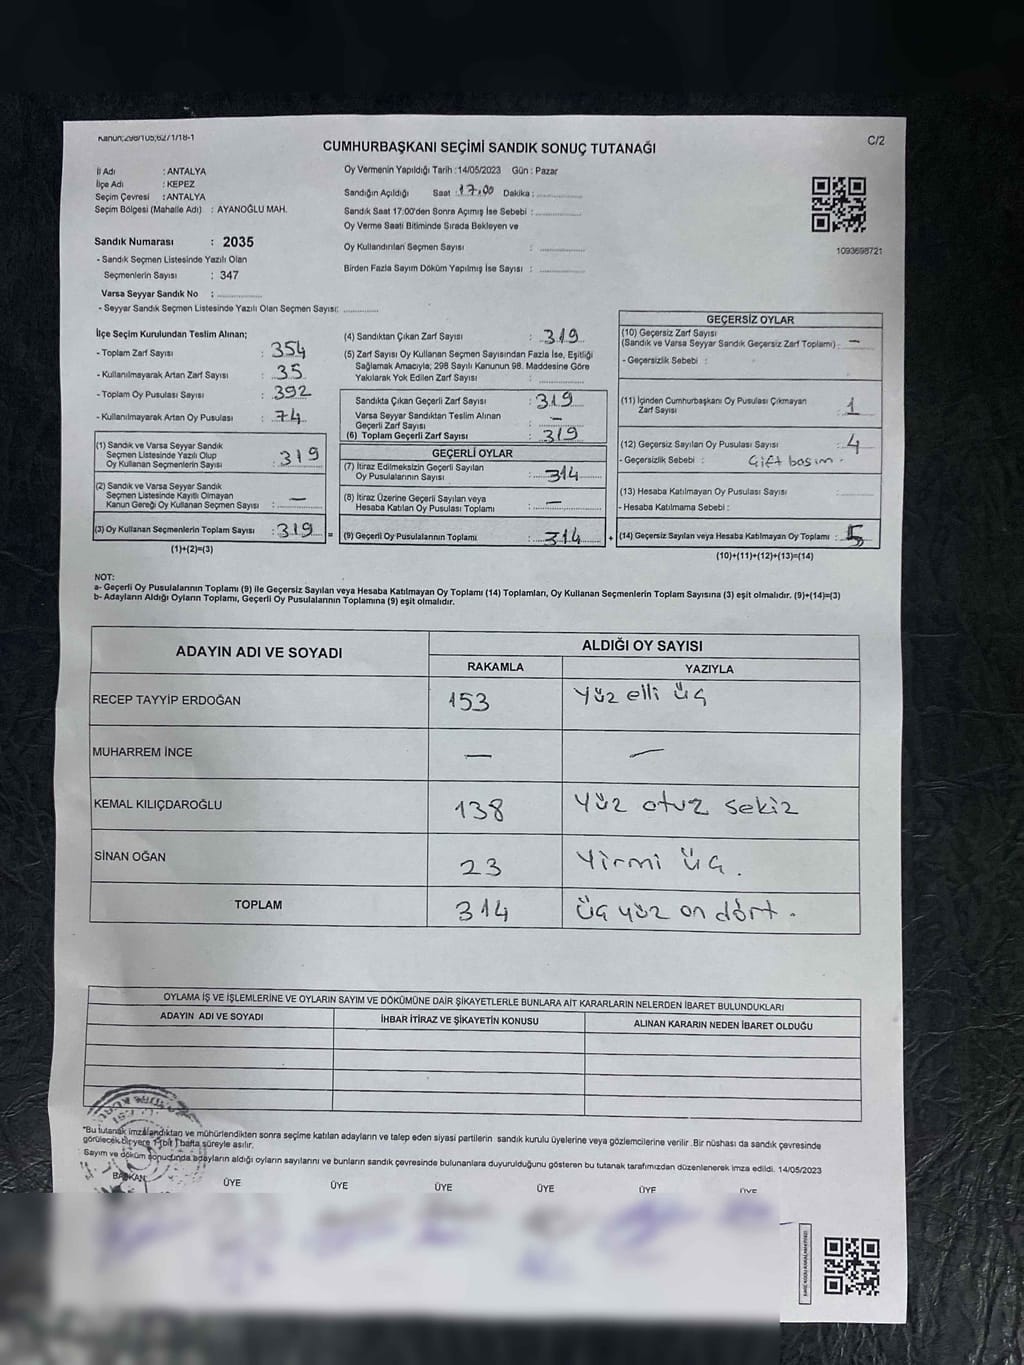 Kanun:298/105,6271/18-1
C/2
CUMHURBAŞKANI SEÇİMİ SANDIK SONUÇ TUTANAĞI
İl Adı : ANTALYA
İlçe Adı : KEPEZ
Seçim Çevresi : ANTALYA
Seçim Bölgesi (Mahalle Adı) : AYANOĞLU MAH.
Sandık Numarası : 2035
- Sandık Seçmen Listesinde Yazılı Olan
Seçmenlerin Sayısı : 347
Varsa Seyyar Sandık No : ..............
- Seyyar Sandık Seçmen Listesinde Yazılı Olan Seçmen Sayısı: ............
Oy Vermenin Yapıldığı Tarih : 14/05/2023 Gün : Pazar
Sandığın Açıldığı Saat : 17.00 Dakika : ..............
Sandık Saat 17:00'den Sonra Açımış İse Sebebi : ..............
Oy Verme Saati Bitiminde Sırada Bekleyen ve
Oy Kullandırılan Seçmen Sayısı : ..............
Birden Fazla Sayım Döküm Yapılmış İse Sayısı : ..............
1093698721
İlçe Seçim Kurulundan Teslim Alınan;
- Toplam Zarf Sayısı : 354
- Kullanılmayarak Artan Zarf Sayısı : 35
- Toplam Oy Pusulası Sayısı : 392
- Kullanılmayarak Artan Oy Pusulası : 74
(1) Sandık ve Varsa Seyyar Sandık
Seçmen Listesinde Yazılı Olup
Oy Kullanan Seçmenlerin Sayısı : 319
(2) Sandık ve Varsa Seyyar Sandık
Seçmen Listesinde Kayıtlı Olmayan
Kanun Gereği Oy Kullanan Seçmen Sayısı : —
(3) Oy Kullanan Seçmenlerin Toplam Sayısı : 319 =
(1)+(2)=(3)
(4) Sandıktan Çıkan Zarf Sayısı : 319
(5) Zarf Sayısı Oy Kullanan Seçmen Sayısından Fazla İse, Eşitliği
Sağlamak Amacıyla; 298 Sayılı Kanunun 98. Maddesine Göre
Yakılarak Yok Edilen Zarf Sayısı : ..............
Sandıkta Çıkan Geçerli Zarf Sayısı : 319
Varsa Seyyar Sandıktan Teslim Alınan
Geçerli Zarf Sayısı : —
(6) Toplam Geçerli Zarf Sayısı : 319
GEÇERLİ OYLAR
(7) İtiraz Edilmeksizin Geçerli Sayılan
Oy Pusulalarının Sayısı : 314
(8) İtiraz Üzerine Geçerli Sayılan veya
Hesaba Katılan Oy Pusulası Toplamı : —
(9) Geçerli Oy Pusulalarının Toplamı : 314 +
GEÇERSİZ OYLAR
(10) Geçersiz Zarf Sayısı
(Sandık ve Varsa Seyyar Sandık Geçersiz Zarf Toplamı) : —
- Geçersizlik Sebebi :
(11) İçinden Cumhurbaşkanı Oy Pusulası Çıkmayan
Zarf Sayısı : 1
(12) Geçersiz Sayılan Oy Pusulası Sayısı : 4
- Geçersizlik Sebebi : Çift basım.
(13) Hesaba Katılmayan Oy Pusulası Sayısı : ............
- Hesaba Katılmama Sebebi :
(14) Geçersiz Sayılan veya Hesaba Katılmayan Oy Toplamı : 5
(10)+(11)+(12)+(13)=(14)
NOT:
a- Geçerli Oy Pusulalarının Toplamı (9) ile Geçersiz Sayılan veya Hesaba Katılmayan Oy Toplamı (14) Toplamları, Oy Kullanan Seçmenlerin Toplam Sayısına (3) eşit olmalıdır. (9)+(14)=(3)
b- Adayların Aldığı Oyların Toplamı, Geçerli Oy Pusulalarının Toplamına (9) eşit olmalıdır.
ADAYIN ADI VE SOYADI ALDIĞI OY SAYISI
RAKAMLA YAZIYLA
RECEP TAYYİP ERDOĞAN 153 Yüz elli üç
MUHARREM İNCE — —
KEMAL KILIÇDAROĞLU 138 Yüz otuz sekiz
SİNAN OĞAN 23 Yirmi üç.
TOPLAM 314 Üç yüz on dört.
OYLAMA İŞ VE İŞLEMLERİNE VE OYLARIN SAYIM VE DÖKÜMÜNE DAİR ŞİKAYETLERLE BUNLARA AİT KARARLARIN NELERDEN İBARET BULUNDUKLARI
ADAYIN ADI VE SOYADI İHBAR İTİRAZ VE ŞİKAYETİN KONUSU ALINAN KARARIN NEDEN İBARET OLDUĞU
"Bu tutanak imzalandıktan ve mühürlendikten sonra seçime katılan adayların ve talep eden siyasi partilerin sandık kurulu üyelerine veya gözlemcilerine verilir .Bir nüshası da sandık çevresinde
görülecek bir yere 1 (bir) hafta süreyle asılır.
Sayım ve döküm sonucunda adayların aldığı oyların sayılarını ve bunların sandık çevresinde bulunanlara duyurulduğunu gösteren bu tutanak tarafımızdan düzenlenerek imza edildi. 14/05/2023
BAŞKAN ÜYE ÜYE ÜYE ÜYE ÜYE ÜYE